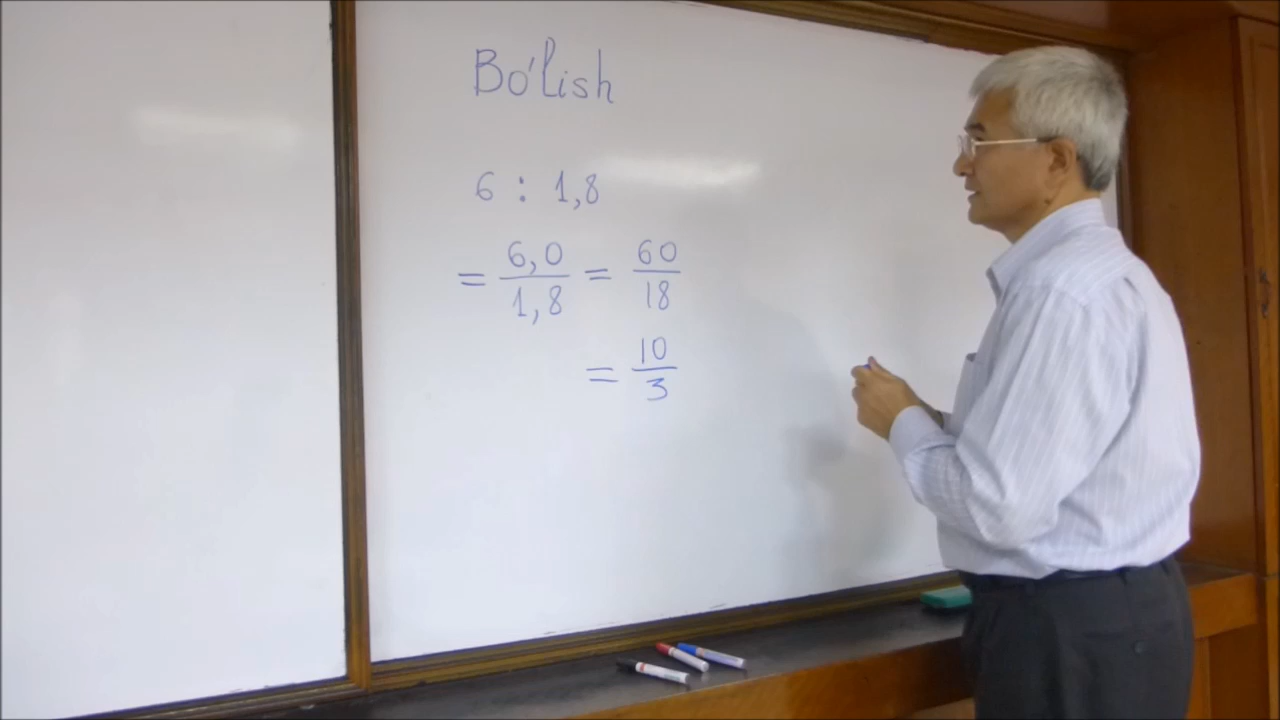 Bo'lish
6 : 1,8
= 6,0/1,8 = 60/18
= 10/3